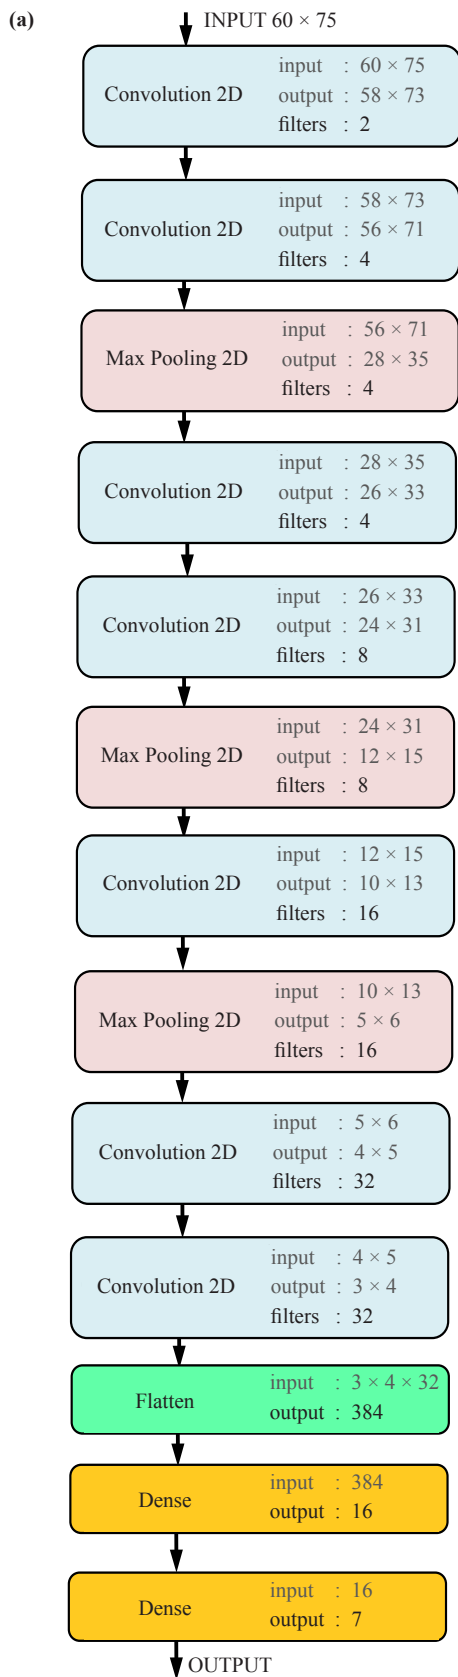 (a)
INPUT 60 × 75
Convolution 2D
input : 60 × 75
output : 58 × 73
filters : 2
Convolution 2D
input : 58 × 73
output : 56 × 71
filters : 4
Max Pooling 2D
input : 56 × 71
output : 28 × 35
filters : 4
Convolution 2D
input : 28 × 35
output : 26 × 33
filters : 4
Convolution 2D
input : 26 × 33
output : 24 × 31
filters : 8
Max Pooling 2D
input : 24 × 31
output : 12 × 15
filters : 8
Convolution 2D
input : 12 × 15
output : 10 × 13
filters : 16
Max Pooling 2D
input : 10 × 13
output : 5 × 6
filters : 16
Convolution 2D
input : 5 × 6
output : 4 × 5
filters : 32
Convolution 2D
input : 4 × 5
output : 3 × 4
filters : 32
Flatten
input : 3 × 4 × 32
output : 384
Dense
input : 384
output : 16
Dense
input : 16
output : 7
OUTPUT